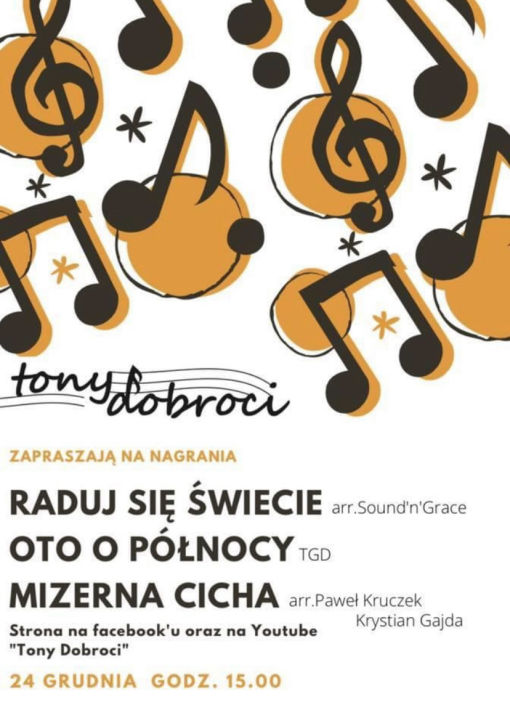 tony dobroci
ZAPRASZAJĄ NA NAGRANIA
RADUJ SIĘ ŚWIECIE arr.Sound'n'Grace
OTO O PÓŁNOCY TGD
MIZERNA CICHA arr.Paweł Kruczek
Krystian Gajda
Strona na facebook'u oraz na Youtube
"Tony Dobroci"
24 GRUDNIA GODZ. 15.00